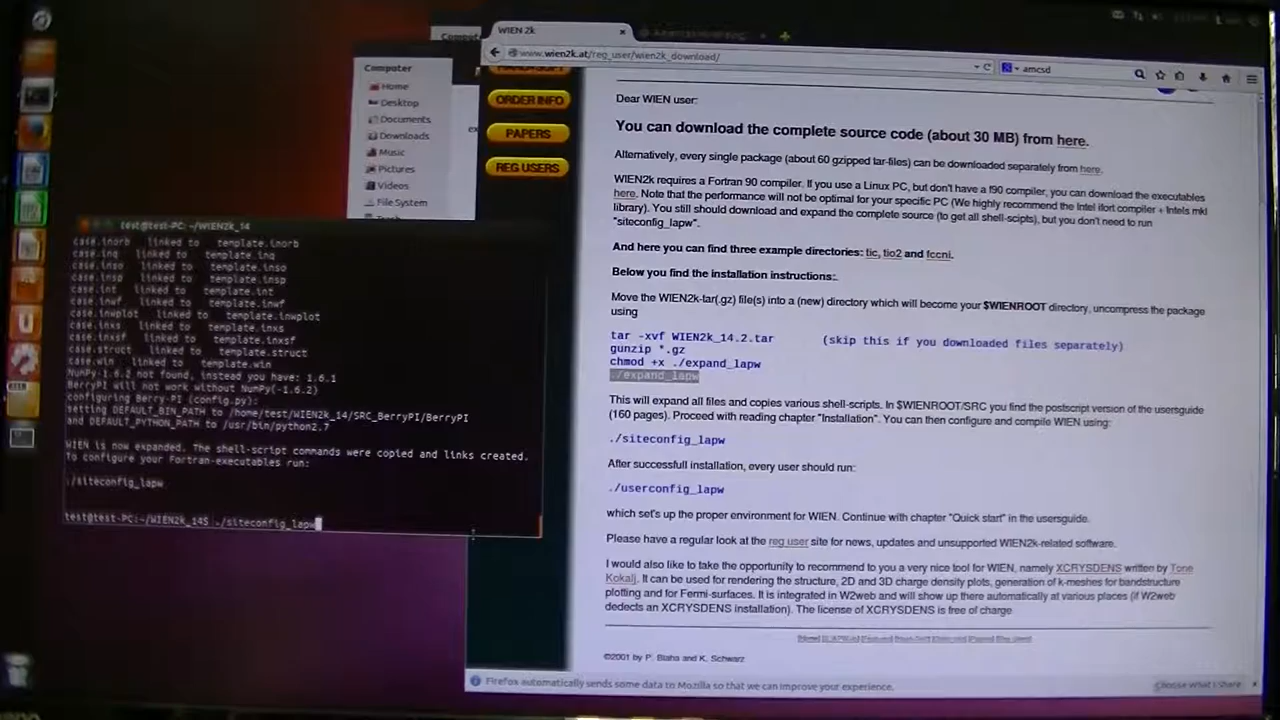 WIEN 2k
www.wien2k.at/reg_user/wien2k_download/
amcsd
Computer
Home
Desktop
Documents
Downloads
Music
Pictures
Videos
File System
ORDER INFO
PAPERS
REG USERS
Dear WIEN user:
You can download the complete source code (about 30 MB) from here.
Alternatively, every single package (about 60 gzipped tar-files) can be downloaded separately from here.
WIEN2k requires a Fortran 90 compiler. If you use a Linux PC, but don't have a f90 compiler, you can download the executables
here. Note that the performance will not be optimal for your specific PC (We highly recommend the Intel ifort compiler + Intels mkl
library). You still should download and expand the complete source (to get all shell-scipts), but you don't need to run
"siteconfig_lapw".
And here you can find three example directories: tic, tio2 and fccni.
Below you find the installation instructions:
Move the WIEN2k-tar(.gz) file(s) into a (new) directory which will become your $WIENROOT directory, uncompress the package
using
tar -xvf WIEN2k_14.2.tar (skip this if you downloaded files separately)
gunzip *.gz
chmod +x ./expand_lapw
./expand_lapw
This will expand all files and copies various shell-scripts. In $WIENROOT/SRC you find the postscript version of the usersguide
(160 pages). Proceed with reading chapter "Installation". You can then configure and compile WIEN using:
./siteconfig_lapw
After successfull installation, every user should run:
./userconfig_lapw
which set's up the proper environment for WIEN. Continue with chapter "Quick start" in the usersguide.
Please have a regular look at the reg user site for news, updates and unsupported WIEN2k-related software.
I would also like to take the opportunity to recommend to you a very nice tool for WIEN, namely XCRYSDENS written by Tone
Kokalj. It can be used for rendering the structure, 2D and 3D charge density plots, generation of k-meshes for bandstructure
plotting and for Fermi-surfaces. It is integrated in W2web and will show up there automatically at various places (if W2web
dedects an XCRYSDENS installation). The license of XCRYSDENS is free of charge
©2001 by P. Blaha and K. Schwarz
Firefox automatically sends some data to Mozilla so that we can improve your experience.
Choose What I Share
test@test-PC: ~/WIEN2k_14
case.inorb linked to template.inorb
case.inq linked to template.inq
case.inso linked to template.inso
case.insp linked to template.insp
case.int linked to template.int
case.inwf linked to template.inwf
case.inwplot linked to template.inwplot
case.inxs linked to template.inxs
case.inxsf linked to template.inxsf
case.struct linked to template.struct
case.win linked to template.win
NumPy-1.6.2 not found, instead you have: 1.6.1
BerryPI will not work without NumPy(-1.6.2)
configuring Berry-PI (config.py):
setting DEFAULT_BIN_PATH to /home/test/WIEN2k_14/SRC_BerryPI/BerryPI
and DEFAULT_PYTHON_PATH to /usr/bin/python2.7
WIEN is now expanded. The shell-script commands were copied and links created.
To configure your Fortran-executables run:
./siteconfig_lapw
test@test-PC:~/WIEN2k_14$ ./siteconfig_lapw